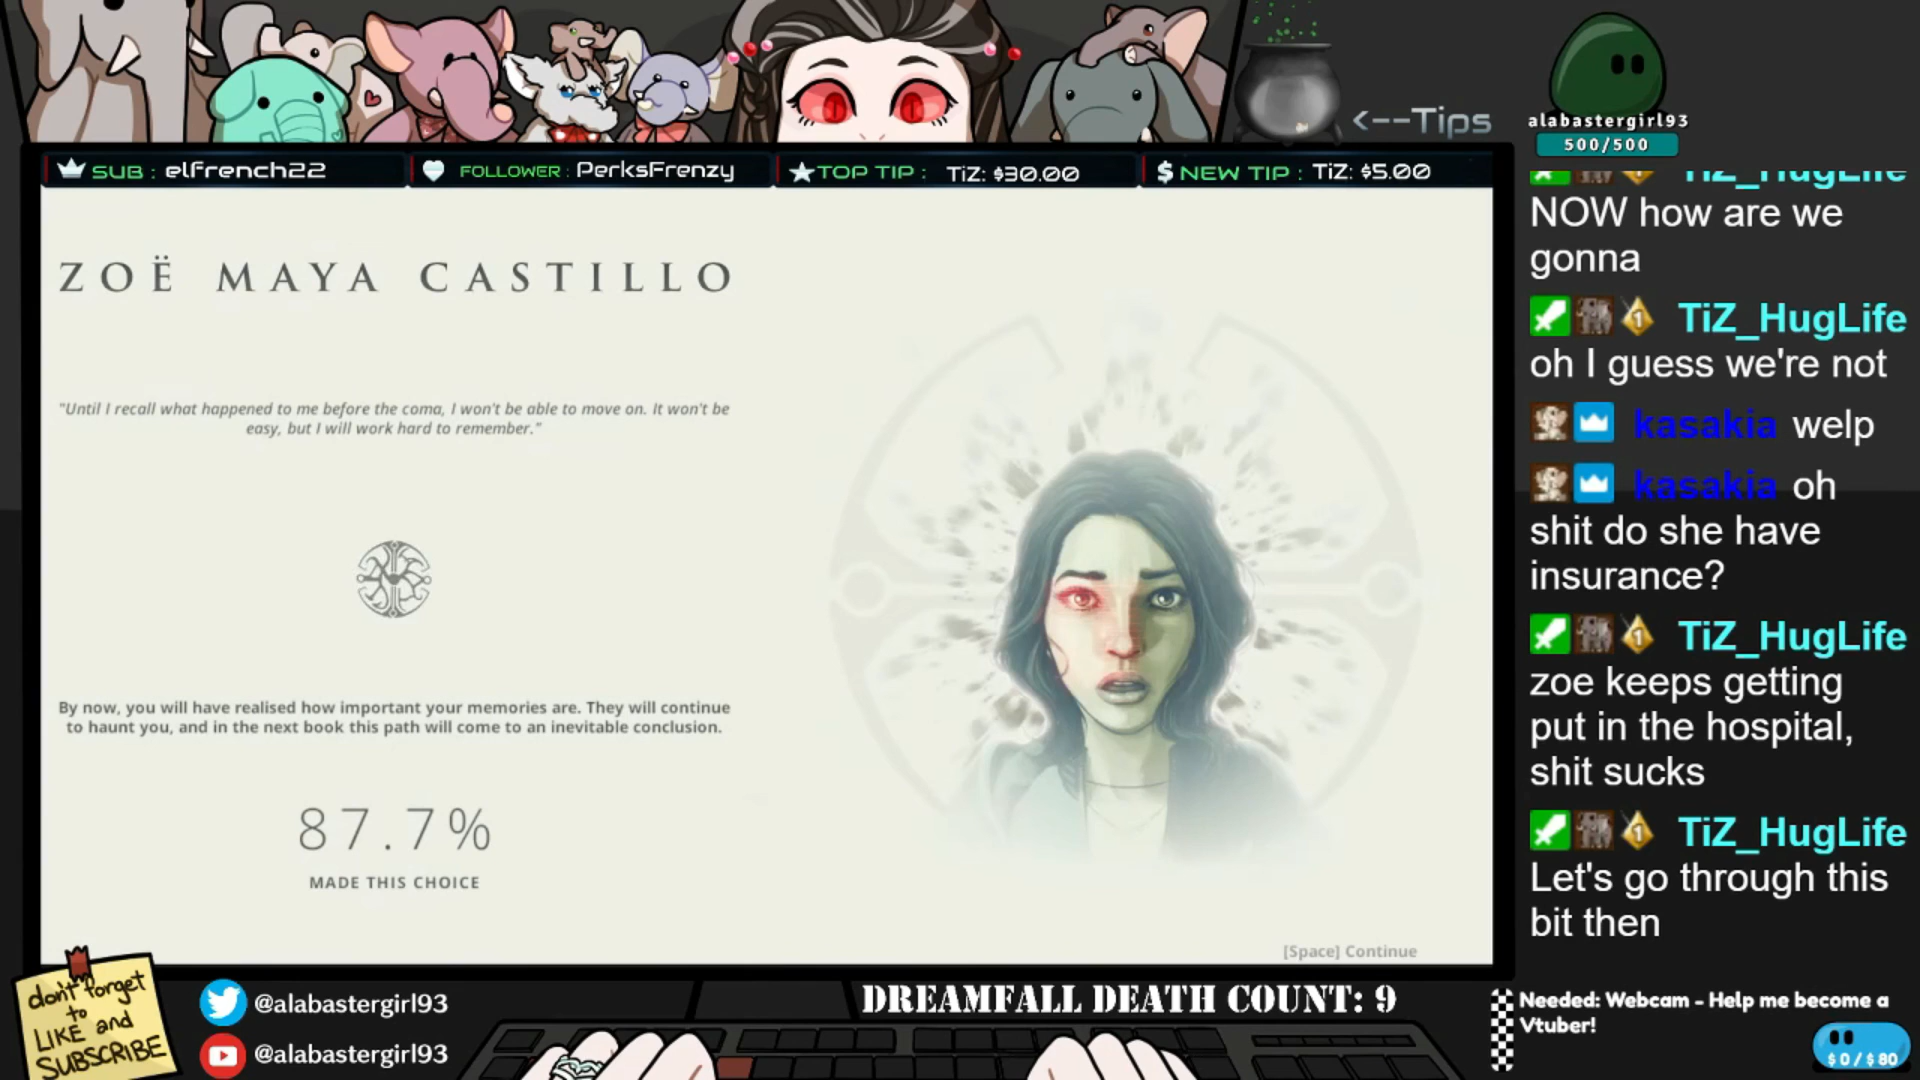 <--Tips
alabastergirl93
500/500
SUB : elfrench22
FOLLOWER : PerksFrenzy
TOP TIP : TiZ: $30.00
NEW TIP : TiZ: $5.00
TiZ_HugLife
NOW how are we
gonna
TiZ_HugLife
oh I guess we're not
kasakia welp
kasakia oh
shit do she have
insurance?
TiZ_HugLife
zoe keeps getting
put in the hospital,
shit sucks
TiZ_HugLife
Let's go through this
bit then
ZOË MAYA CASTILLO
"Until I recall what happened to me before the coma, I won't be able to move on. It won't be
easy, but I will work hard to remember."
By now, you will have realised how important your memories are. They will continue
to haunt you, and in the next book this path will come to an inevitable conclusion.
87.7%
MADE THIS CHOICE
[Space] Continue
don't forget
to
LIKE and
SUBSCRIBE
@alabastergirl93
@alabastergirl93
DREAMFALL DEATH COUNT: 9
Needed: Webcam - Help me become a
Vtuber!
$0/$80